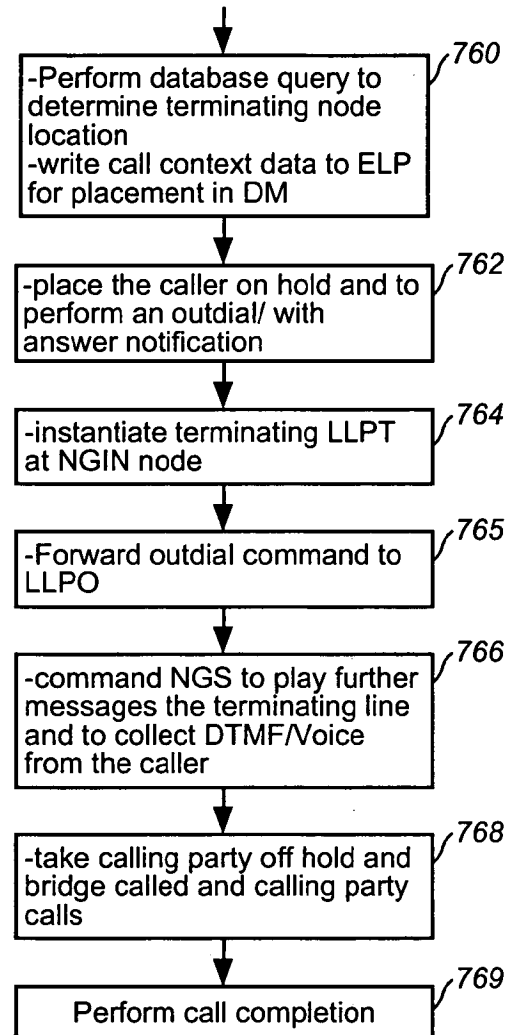 760
-Perform database query to
determine terminating node
location
-write call context data to ELP
for placement in DM
762
-place the caller on hold and to
perform an outdial/ with
answer notification
764
-instantiate terminating LLPT
at NGIN node
765
-Forward outdial command to
LLPO
766
-command NGS to play further
messages the terminating line
and to collect DTMF/Voice
from the caller
768
-take calling party off hold and
bridge called and calling party
calls
769
Perform call completion